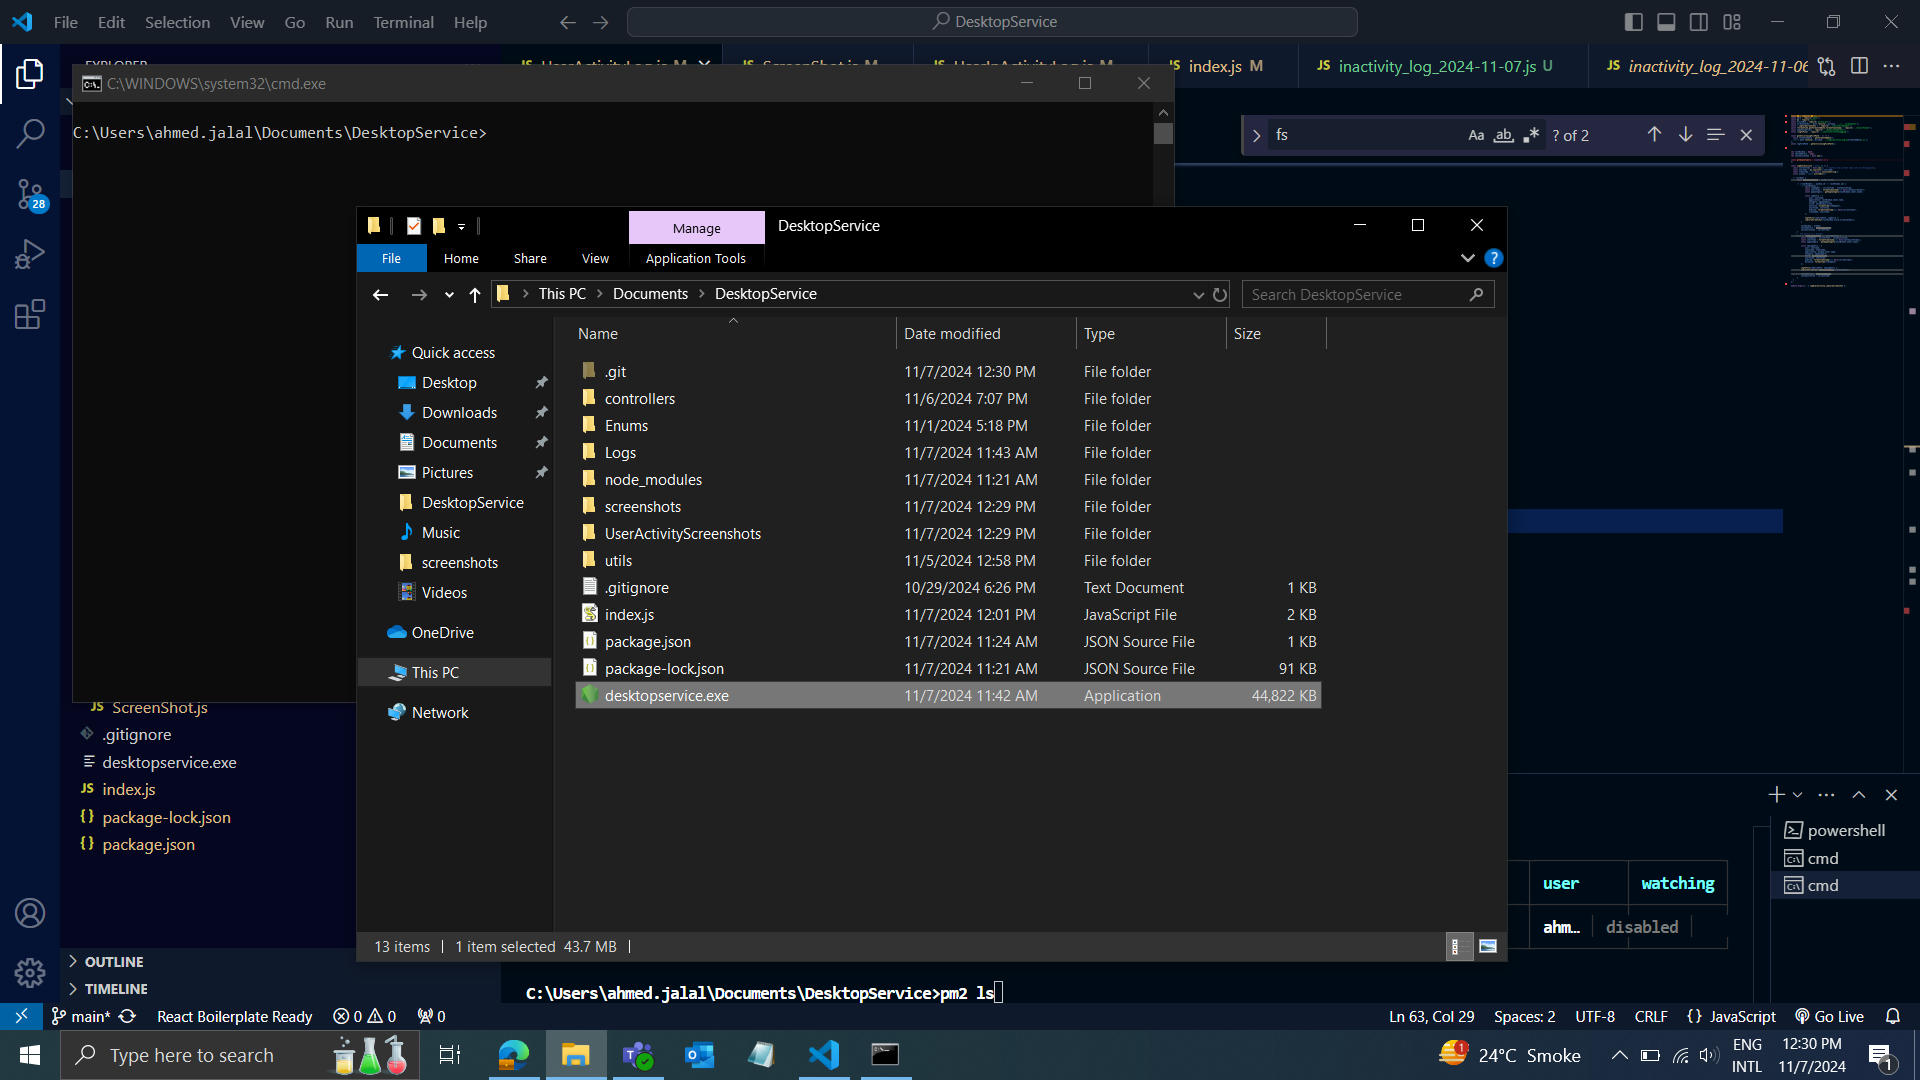 File Edit Selection View Go Run Terminal Help
DesktopService
index.js M
inactivity_log_2024-11-07.js U
inactivity_log_2024-11-06
C:\WINDOWS\system32\cmd.exe
C:\Users\ahmed.jalal\Documents\DesktopService>
fs
Aa ab ? of 2
28
Manage
DesktopService
File Home Share View Application Tools
This PC > Documents > DesktopService
Search DesktopService
Name Date modified Type Size
Quick access
Desktop
Downloads
Documents
Pictures
DesktopService
Music
screenshots
Videos
OneDrive
This PC
Network
.git 11/7/2024 12:30 PM File folder
controllers 11/6/2024 7:07 PM File folder
Enums 11/1/2024 5:18 PM File folder
Logs 11/7/2024 11:43 AM File folder
node_modules 11/7/2024 11:21 AM File folder
screenshots 11/7/2024 12:29 PM File folder
UserActivityScreenshots 11/7/2024 12:29 PM File folder
utils 11/5/2024 12:58 PM File folder
.gitignore 10/29/2024 6:26 PM Text Document 1 KB
index.js 11/7/2024 12:01 PM JavaScript File 2 KB
package.json 11/7/2024 11:24 AM JSON Source File 1 KB
package-lock.json 11/7/2024 11:21 AM JSON Source File 91 KB
desktopservice.exe 11/7/2024 11:42 AM Application 44,822 KB
13 items 1 item selected 43.7 MB
JS ScreenShot.js
.gitignore
desktopservice.exe
JS index.js
{} package-lock.json
{} package.json
OUTLINE
TIMELINE
powershell
cmd
cmd
user watching
ahm… disabled
C:\Users\ahmed.jalal\Documents\DesktopService>pm2 ls
main* React Boilerplate Ready 0 0 0
Ln 63, Col 29 Spaces: 2 UTF-8 CRLF {} JavaScript Go Live
Type here to search
24°C Smoke
ENG
INTL
12:30 PM
11/7/2024
1